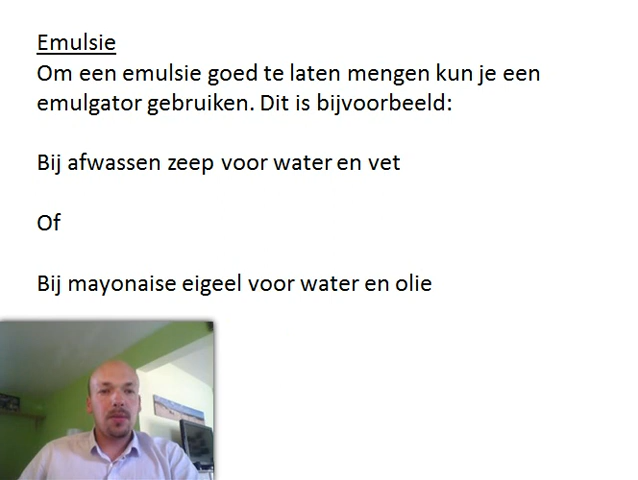 Emulsie
Om een emulsie goed te laten mengen kun je een
emulgator gebruiken. Dit is bijvoorbeeld:
Bij afwassen zeep voor water en vet
Of
Bij mayonaise eigeel voor water en olie